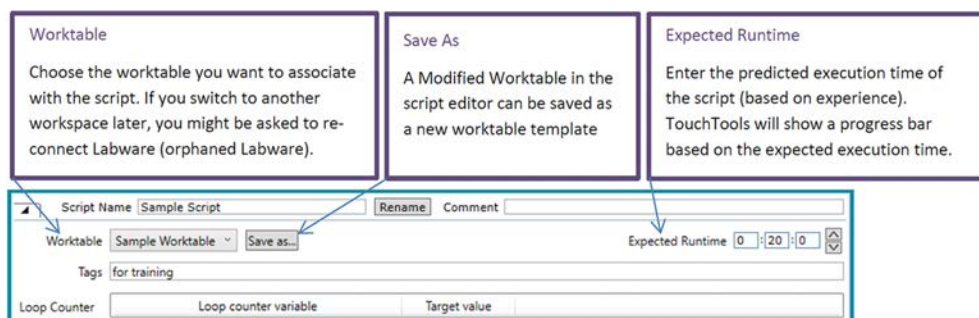 Worktable
Choose the worktable you want to associate
with the script. If you switch to another
workspace later, you might be asked to re-
connect Labware (orphaned Labware).
Save As
A Modified Worktable in the
script editor can be saved as
a new worktable template
Expected Runtime
Enter the predicted execution time of
the script (based on experience).
TouchTools will show a progress bar
based on the expected execution time.
Script Name Sample Script Rename Comment
Worktable Sample Worktable Save as... Expected Runtime 0 : 20 : 0
Tags for training
Loop Counter Loop counter variable Target value